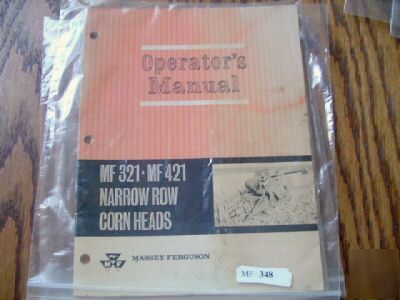 Operator's
Manual
MF 321 · MF 421
NARROW ROW
CORN HEADS
MASSEY-FERGUSON
MF 348